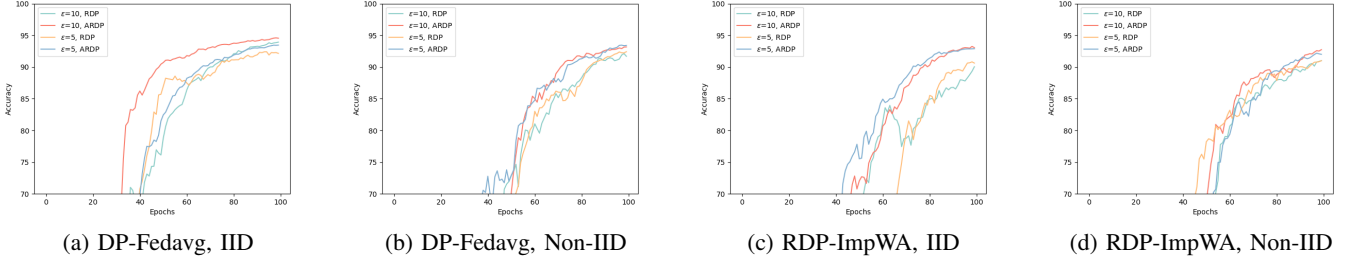 100
95
90
85
80
75
70
Accuracy
ε=10, RDP
ε=10, ARDP
ε=5, RDP
ε=5, ARDP
0 20 40 60 80 100
Epochs
(a) DP-Fedavg, IID
100
95
90
85
80
75
70
Accuracy
ε=10, RDP
ε=10, ARDP
ε=5, RDP
ε=5, ARDP
0 20 40 60 80 100
Epochs
(b) DP-Fedavg, Non-IID
100
95
90
85
80
75
70
Accuracy
ε=10, RDP
ε=10, ARDP
ε=5, RDP
ε=5, ARDP
0 20 40 60 80 100
Epochs
(c) RDP-ImpWA, IID
100
95
90
85
80
75
70
Accuracy
ε=10, RDP
ε=10, ARDP
ε=5, RDP
ε=5, ARDP
0 20 40 60 80 100
Epochs
(d) RDP-ImpWA, Non-IID